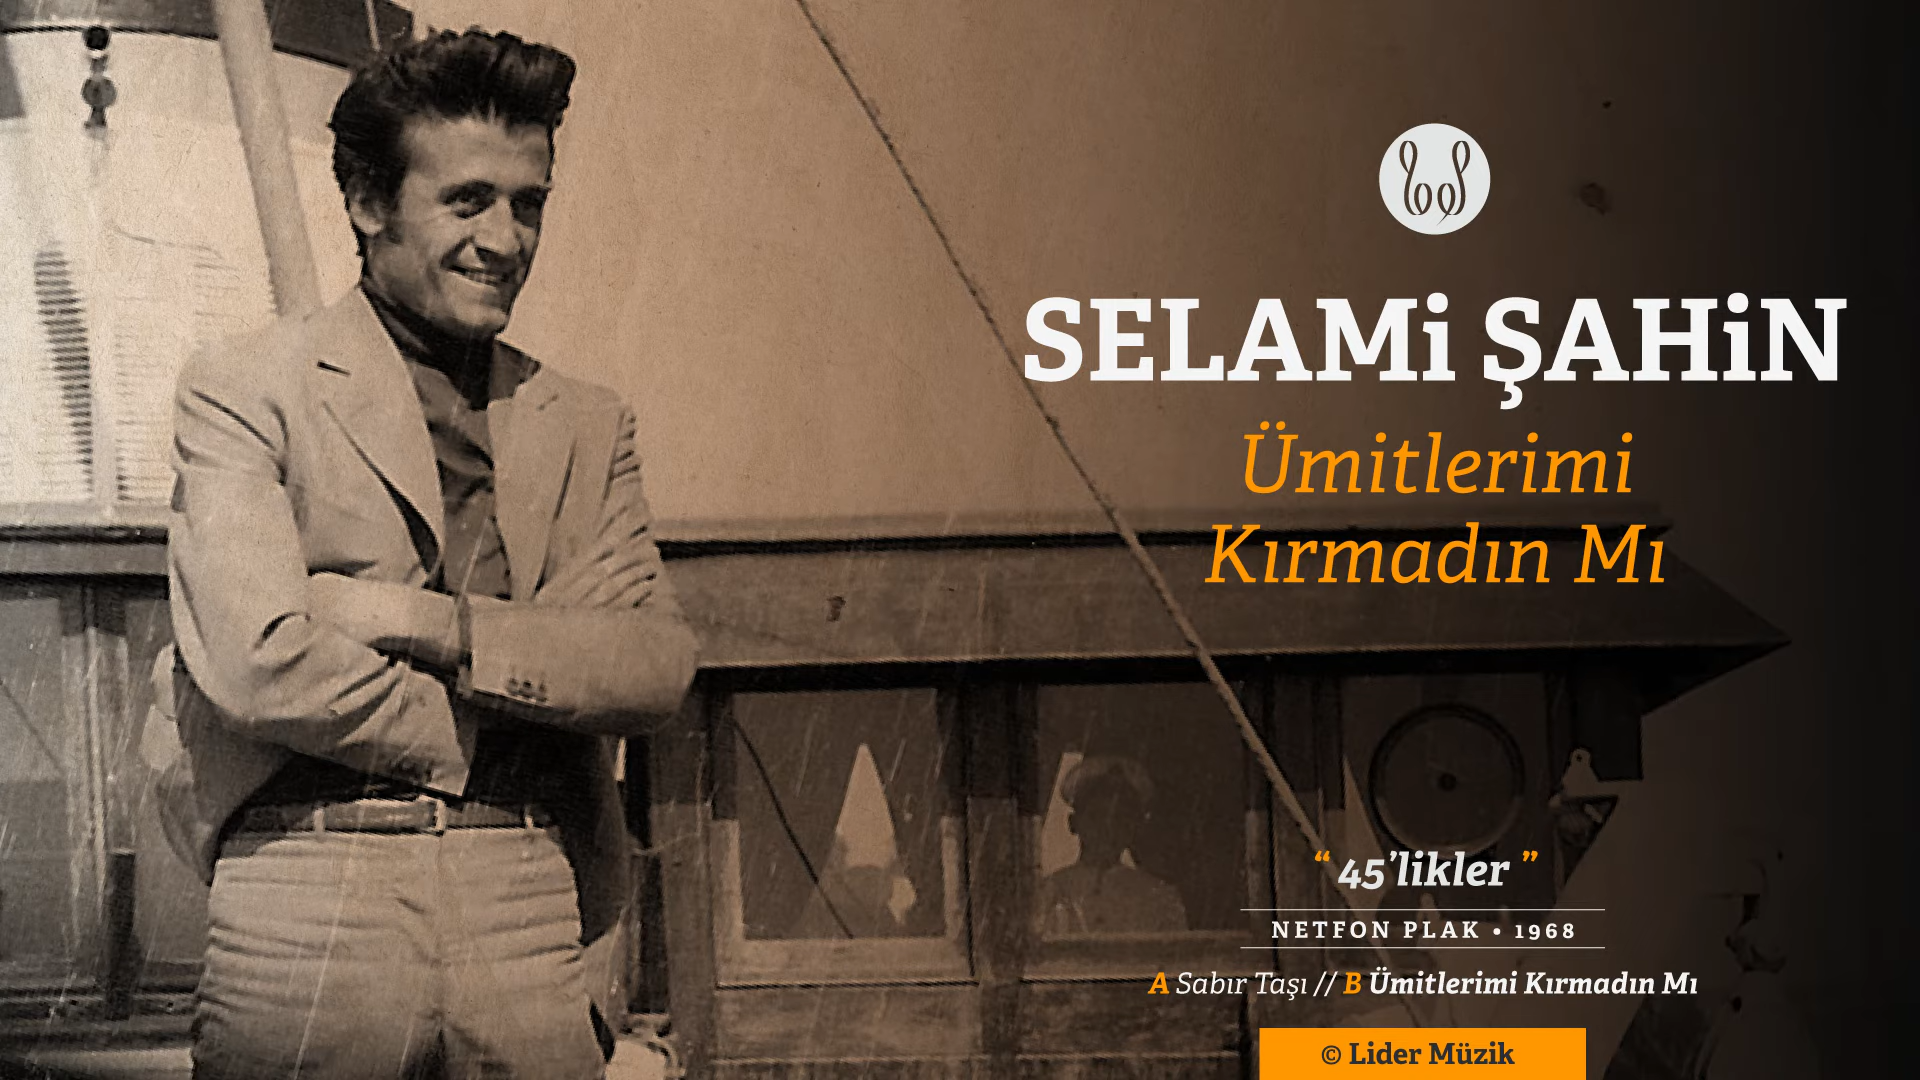 SELAMi ŞAHiN
Ümitlerimi
Kırmadın Mı
“ 45’likler ”
NETFON PLAK • 1968
A Sabır Taşı // B Ümitlerimi Kırmadın Mı
© Lider Müzik